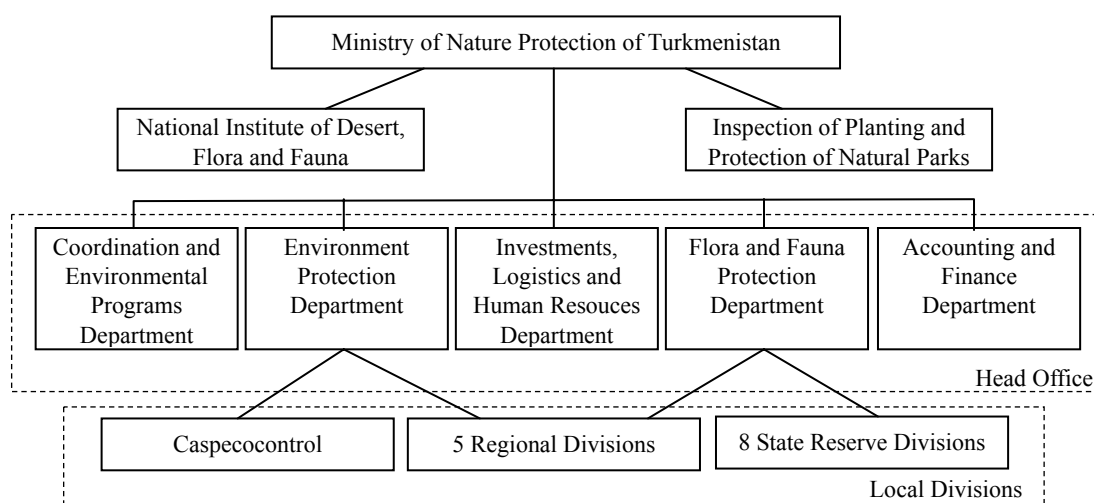 Ministry of Nature Protection of Turkmenistan
National Institute of Desert,
Flora and Fauna
Inspection of Planting and
Protection of Natural Parks
Coordination and
Environmental
Programs
Department
Environment
Protection
Department
Investments,
Logistics and
Human Resouces
Department
Flora and Fauna
Protection
Department
Accounting and
Finance
Department
Head Office
Caspecocontrol
5 Regional Divisions
8 State Reserve Divisions
Local Divisions